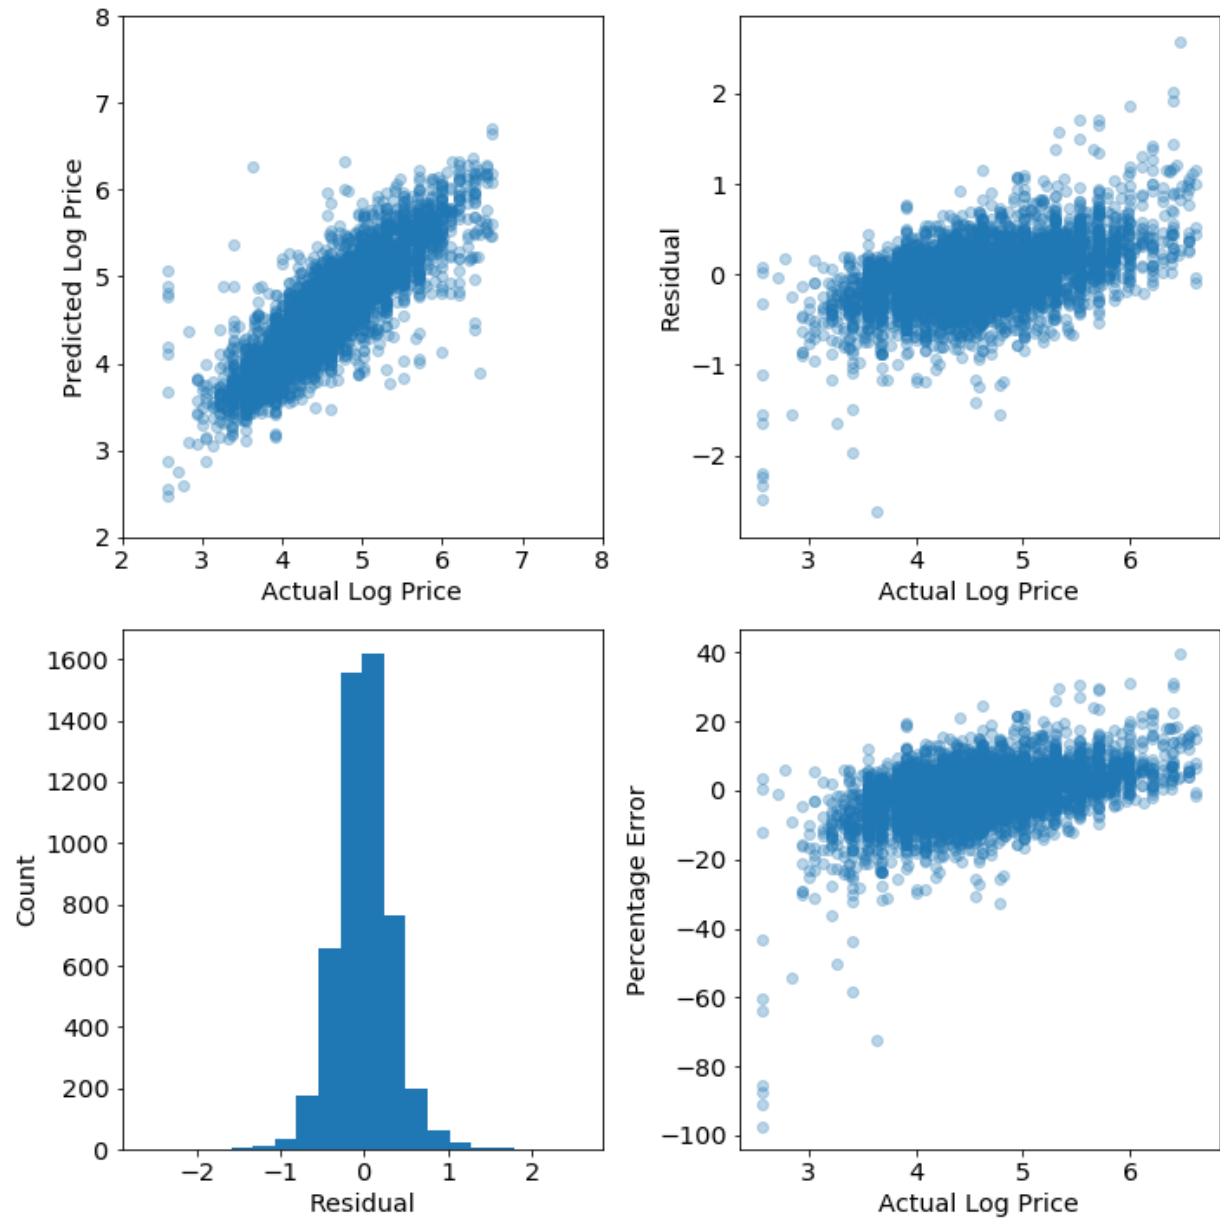 8
7
6
5
4
3
2
Predicted Log Price
2 3 4 5 6 7 8
Actual Log Price
2
1
0
−1
−2
Residual
3 4 5 6
Actual Log Price
1600
1400
1200
1000
800
600
400
200
0
Count
−2 −1 0 1 2
Residual
40
20
0
−20
−40
−60
−80
−100
Percentage Error
3 4 5 6
Actual Log Price